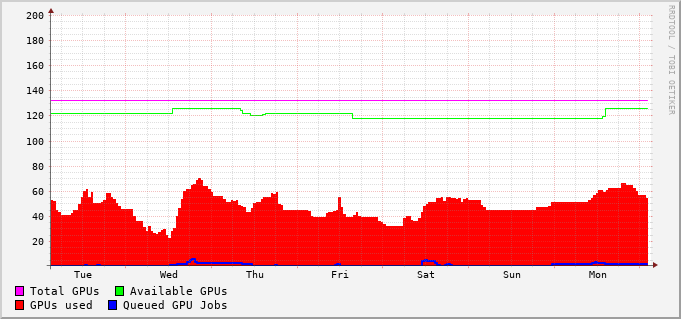 200
180
160
140
120
100
80
60
40
20
Tue Wed Thu Fri Sat Sun Mon
Total GPUs Available GPUs
GPUs used Queued GPU Jobs
RRDTOOL / TOBI OETIKER